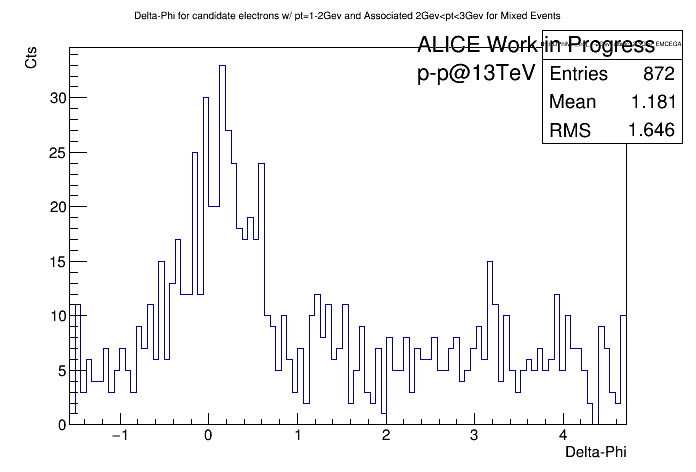 Delta-Phi for candidate electrons w/ pt=1-2Gev and Associated 2Gev<pt<3Gev for Mixed Events
Cts
ALICE Work in Progress
p-p@13TeV
EMCEGA
Entries 872
Mean 1.181
RMS 1.646
30
25
20
15
10
5
0
−1 0 1 2 3 4
Delta-Phi